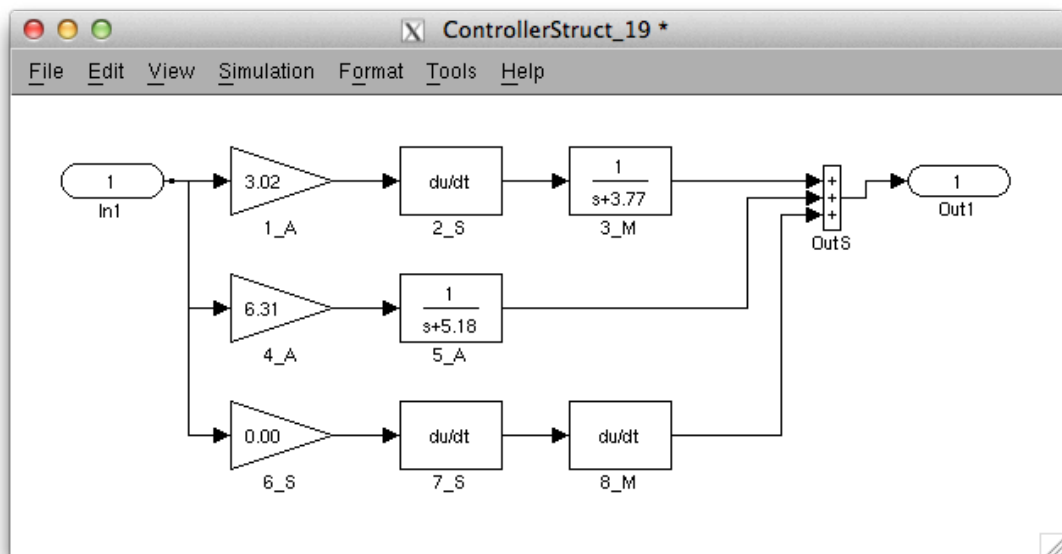 ControllerStruct_19 *
File Edit View Simulation Format Tools Help
1
In1
3.02
1_A
du/dt
2_S
1
s+3.77
3_M
+
+
+
OutS
1
Out1
6.31
4_A
1
s+5.18
5_A
0.00
6_S
du/dt
7_S
du/dt
8_M